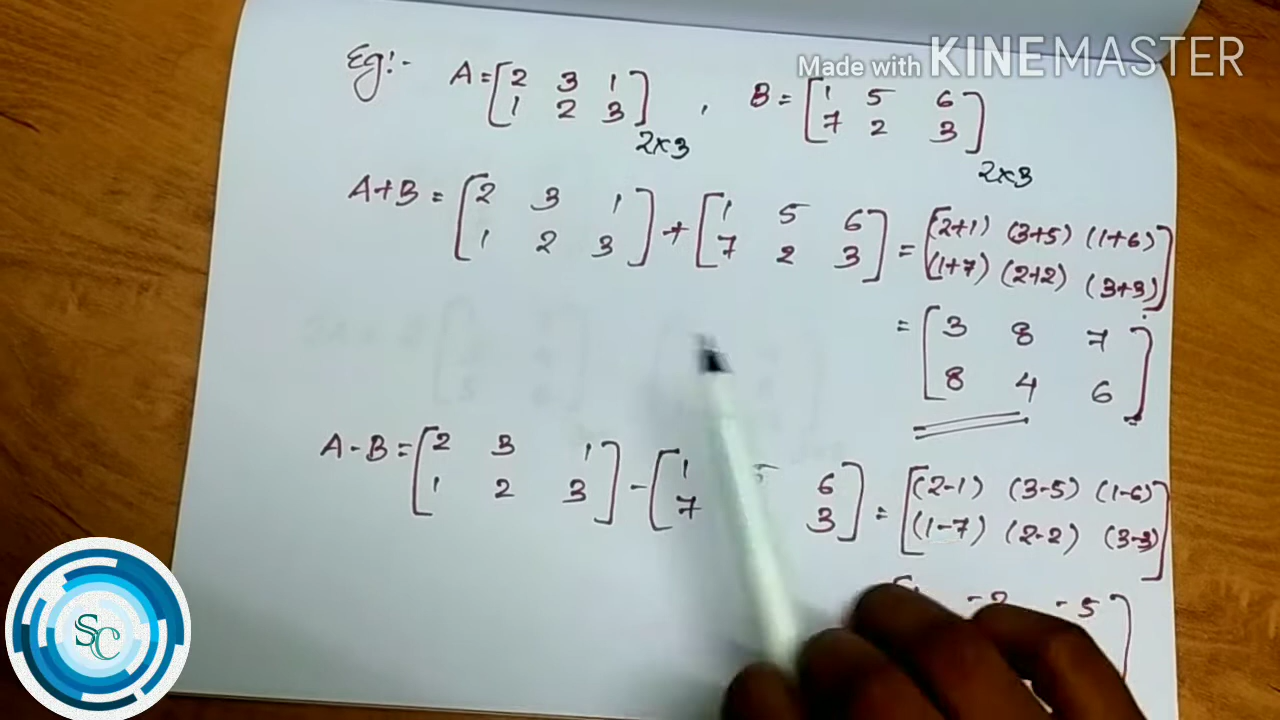 Made with KINEMASTER
Eg:- A = [2 3 1 , B = [1 5 6
1 2 3] 2x3 7 2 3] 2x3
A+B = [2 3 1 + [1 5 6 = [(2+1) (3+5) (1+6)
1 2 3] 7 2 3] (1+7) (2+2) (3+3)]
= [3 8 7
8 4 6]
A-B = [2 3 1 - [1 5 6 = [(2-1) (3-5) (1-6)
1 2 3] 7 3] (1-7) (2-2) (3-3)]
-2 -5]
SC